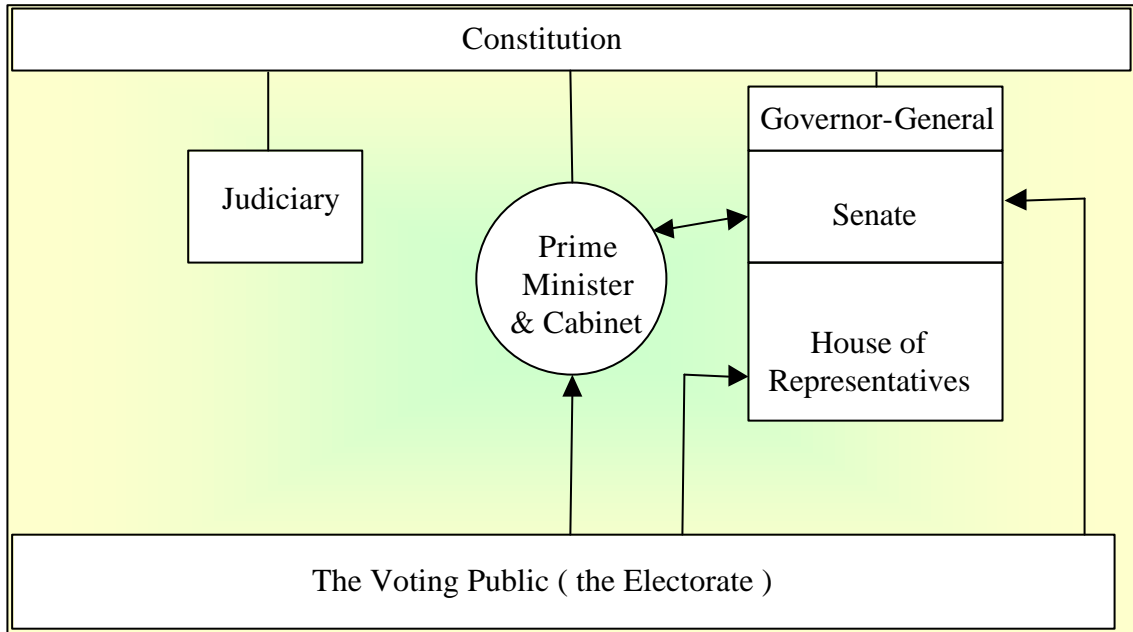 Constitution
Governor-General
Judiciary
Senate
Prime
Minister
& Cabinet
House of
Representatives
The Voting Public ( the Electorate )